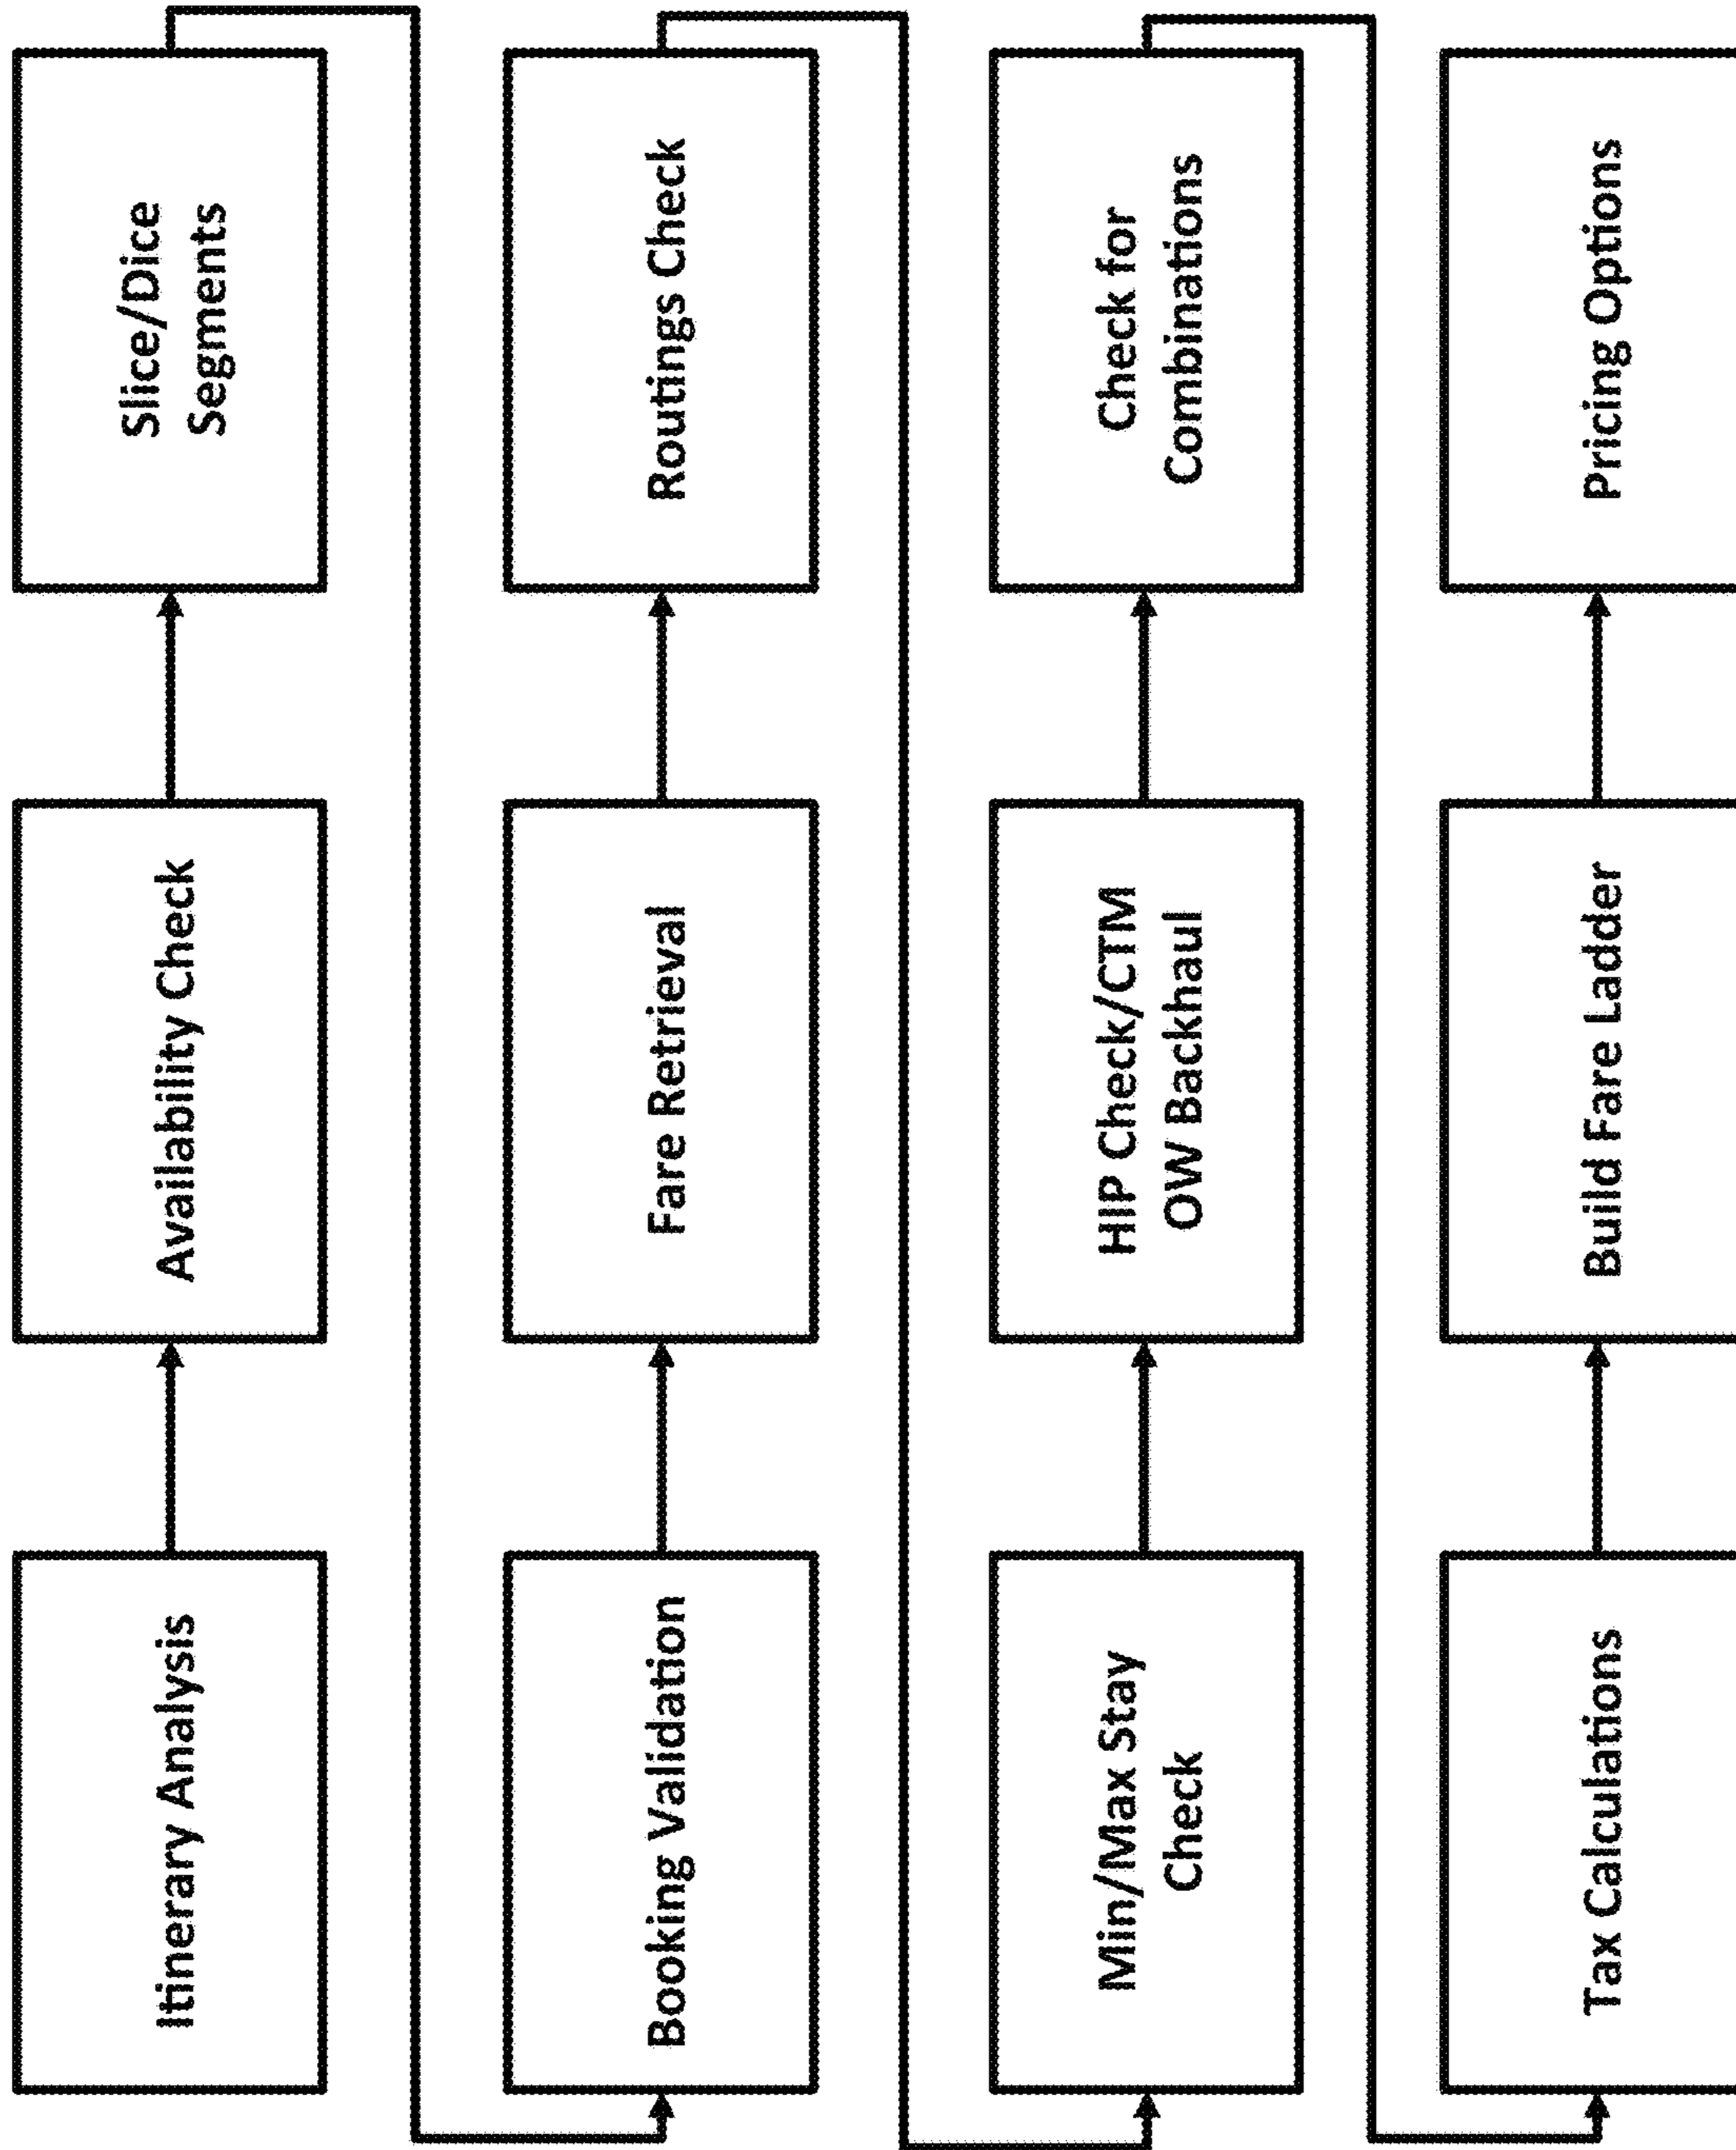 Itinerary Analysis
Availability Check
Slice/Dice
Segments
Booking Validation
Fare Retrieval
Routings Check
Min/Max Stay
Check
HIP Check/CTM
OW Backhaul
Check for
Combinations
Tax Calculations
Build Fare Ladder
Pricing Options